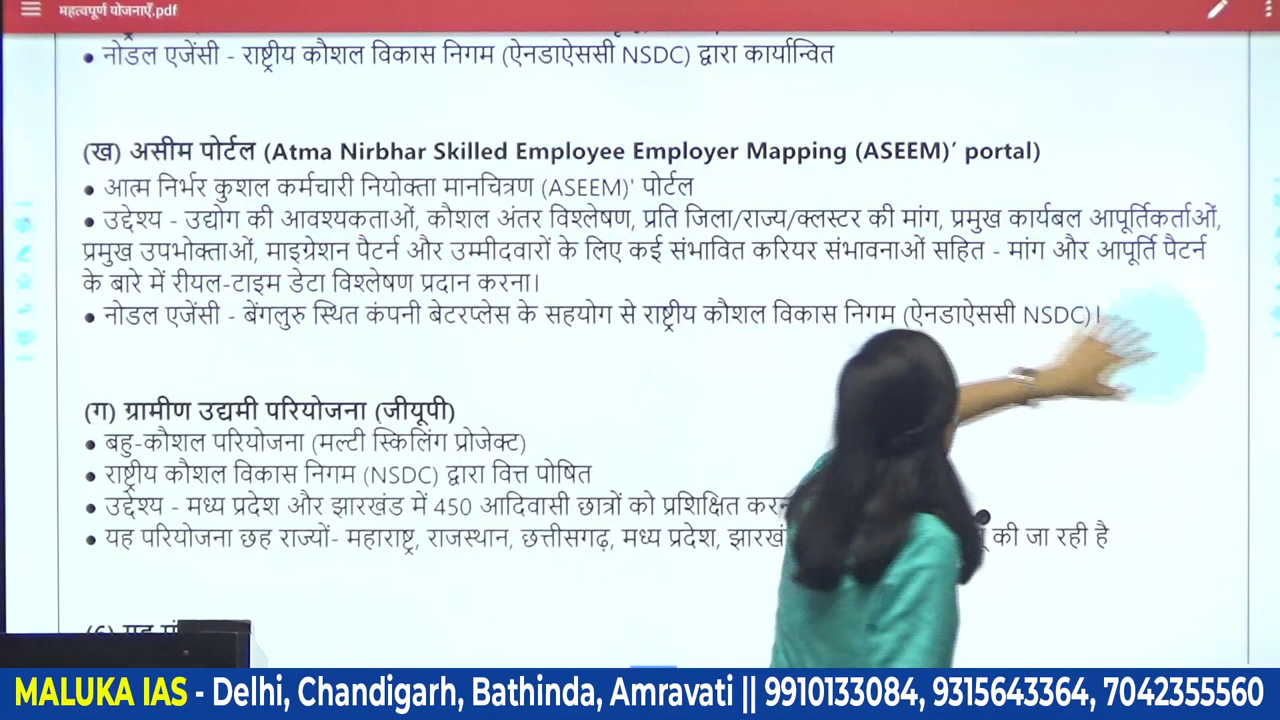 महत्वपूर्ण योजनाएँ.pdf
• नोडल एजेंसी - राष्ट्रीय कौशल विकास निगम (ऐनडाऐससी NSDC) द्वारा कार्यान्वित
(ख) असीम पोर्टल (Atma Nirbhar Skilled Employee Employer Mapping (ASEEM)’ portal)
• आत्म निर्भर कुशल कर्मचारी नियोक्ता मानचित्रण (ASEEM)' पोर्टल
• उद्देश्य - उद्योग की आवश्यकताओं, कौशल अंतर विश्लेषण, प्रति जिला/राज्य/क्लस्टर की मांग, प्रमुख कार्यबल आपूर्तिकर्ताओं,
प्रमुख उपभोक्ताओं, माइग्रेशन पैटर्न और उम्मीदवारों के लिए कई संभावित करियर संभावनाओं सहित - मांग और आपूर्ति पैटर्न
के बारे में रीयल-टाइम डेटा विश्लेषण प्रदान करना।
• नोडल एजेंसी - बेंगलुरु स्थित कंपनी बेटरप्लेस के सहयोग से राष्ट्रीय कौशल विकास निगम (ऐनडाऐससी NSDC)।
(ग) ग्रामीण उद्यमी परियोजना (जीयूपी)
• बहु-कौशल परियोजना (मल्टी स्किलिंग प्रोजेक्ट)
• राष्ट्रीय कौशल विकास निगम (NSDC) द्वारा वित्त पोषित
• उद्देश्य - मध्य प्रदेश और झारखंड में 450 आदिवासी छात्रों को प्रशिक्षित
• यह परियोजना छह राज्यों- महाराष्ट्र, राजस्थान, छत्तीसगढ़, मध्य प्रदेश, की जा रही है
MALUKA IAS - Delhi, Chandigarh, Bathinda, Amravati || 9910133084, 9315643364, 7042355560